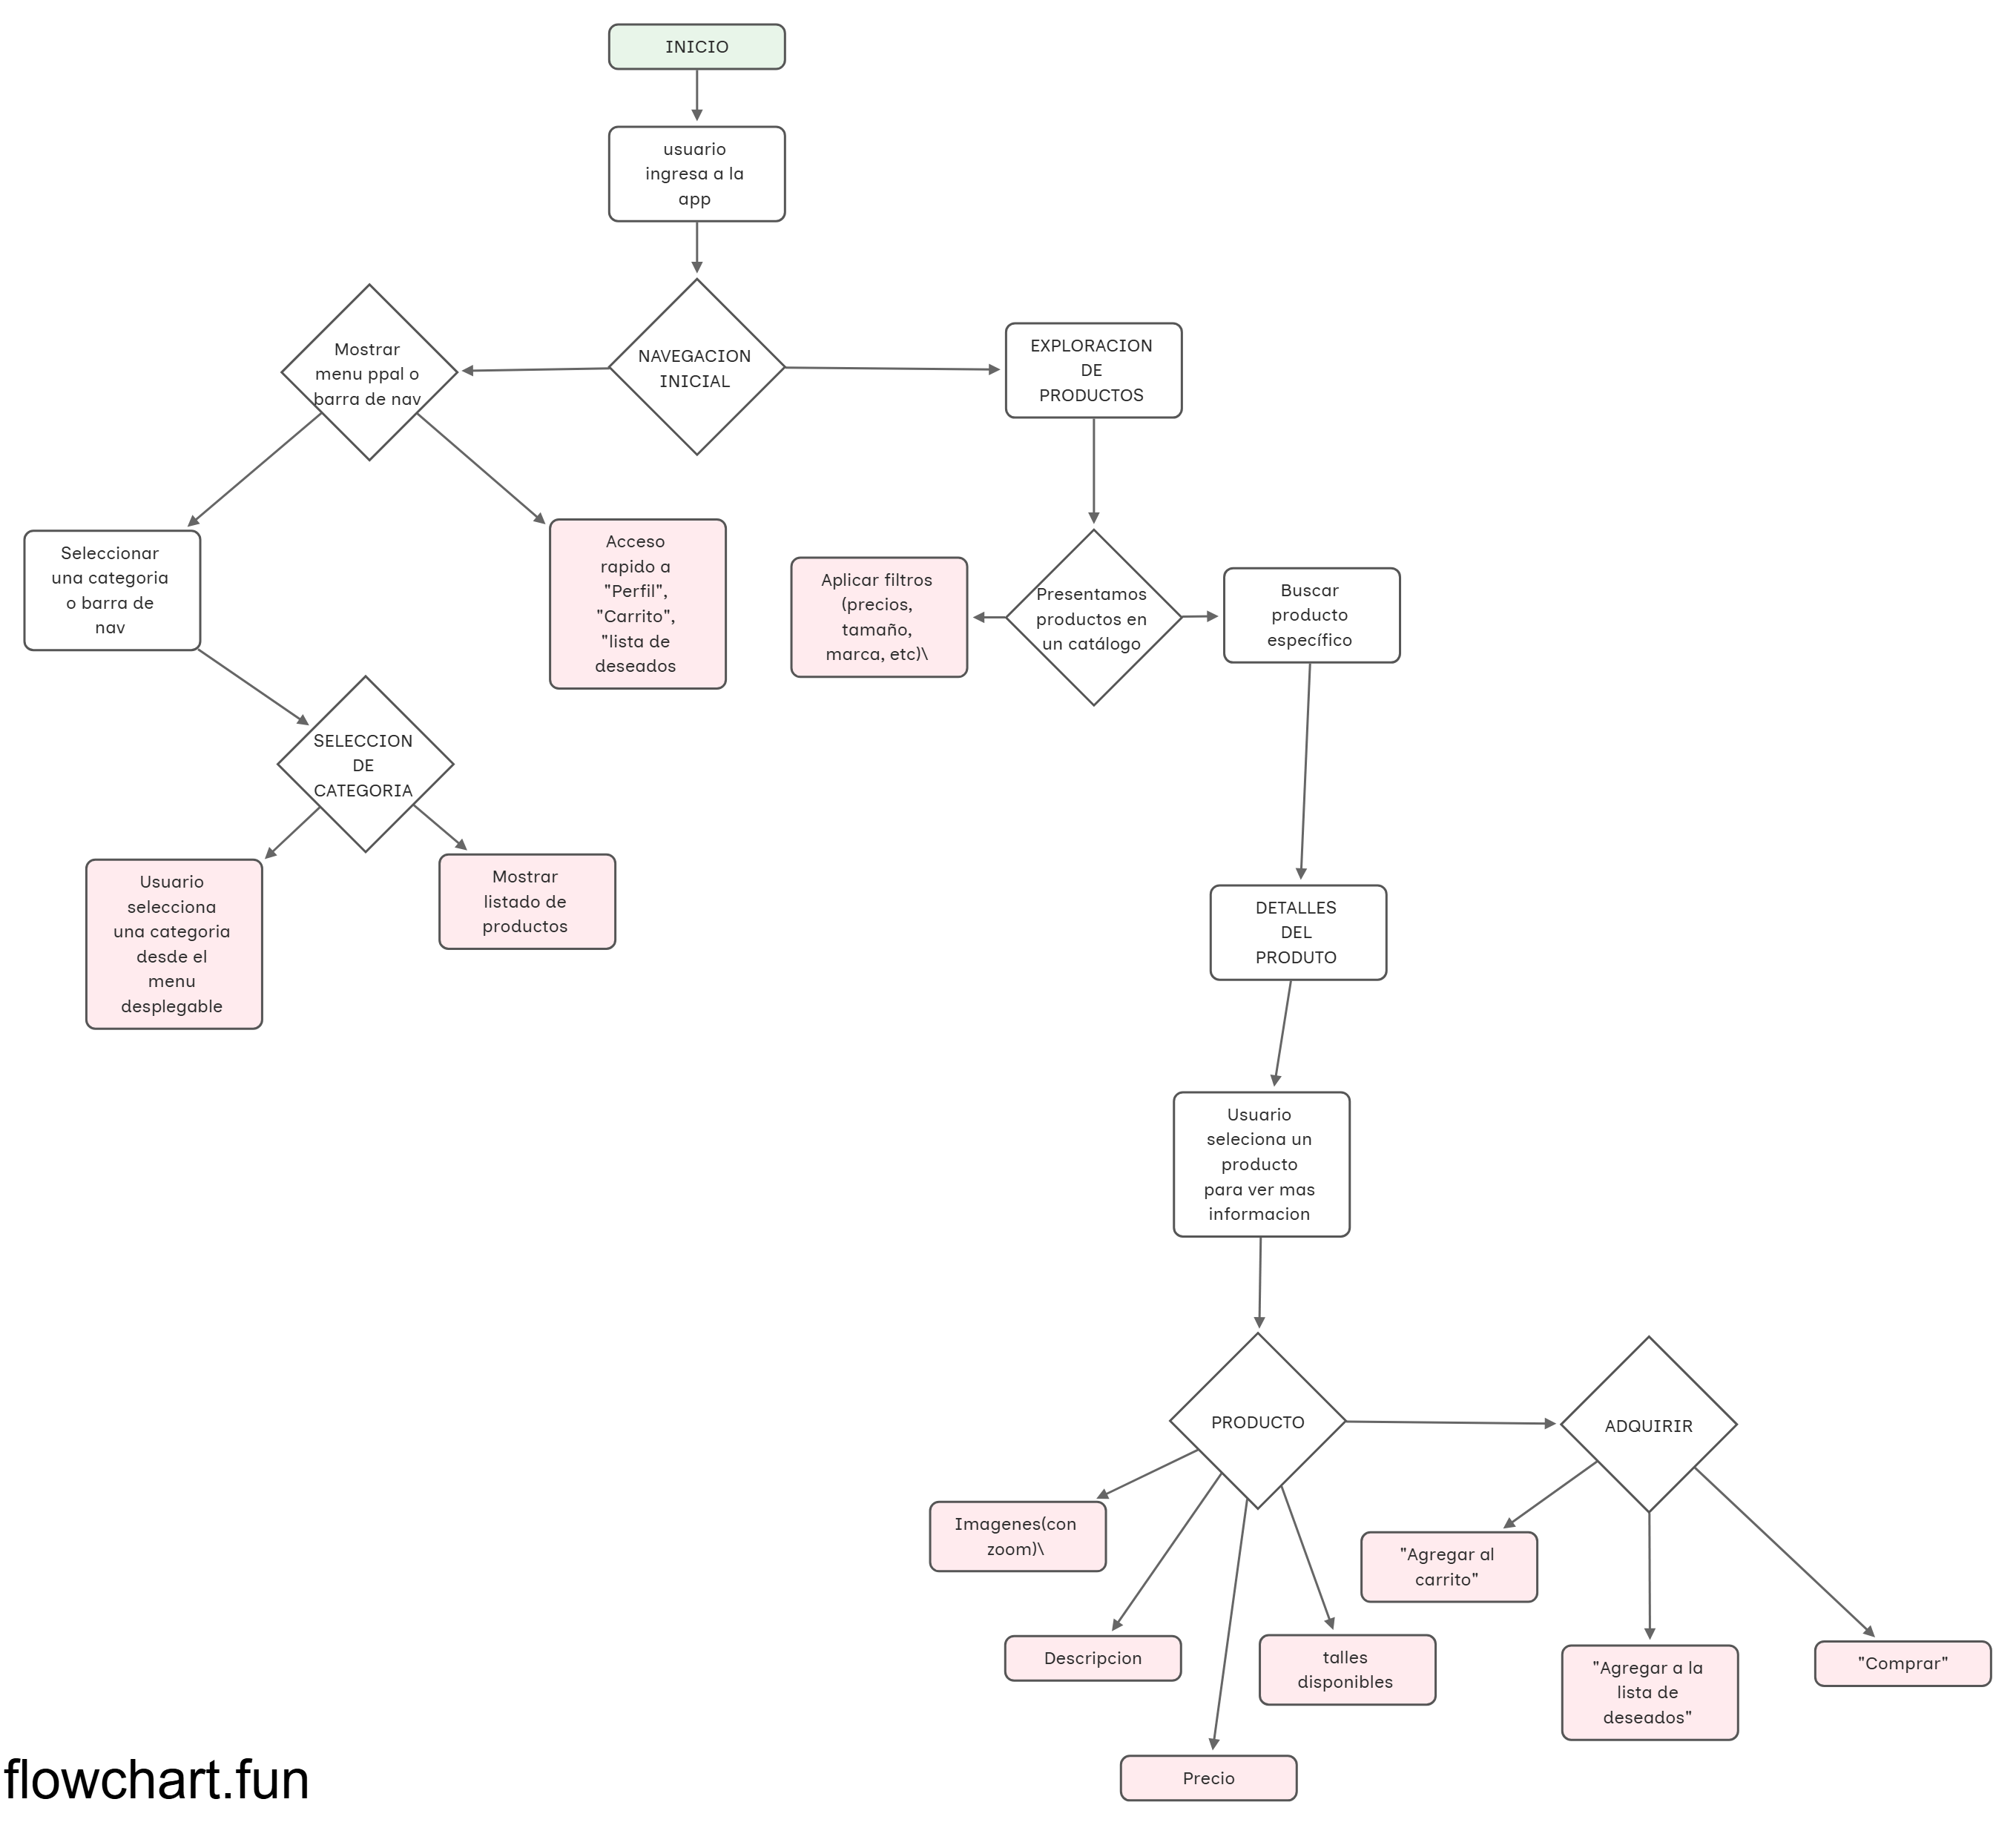 INICIO
usuario
ingresa a la
app
NAVEGACION
INICIAL
Mostrar
menu ppal o
barra de nav
EXPLORACION
DE
PRODUCTOS
Seleccionar
una categoria
o barra de
nav
Acceso
rapido a
"Perfil",
"Carrito",
"lista de
deseados
Aplicar filtros
(precios,
tamaño,
marca, etc)\
Presentamos
productos en
un catálogo
Buscar
producto
específico
SELECCION
DE
CATEGORIA
Usuario
selecciona
una categoria
desde el
menu
desplegable
Mostrar
listado de
productos
DETALLES
DEL
PRODUTO
Usuario
seleciona un
producto
para ver mas
informacion
PRODUCTO
ADQUIRIR
Imagenes(con
zoom)\
Descripcion
Precio
talles
disponibles
"Agregar al
carrito"
"Agregar a la
lista de
deseados"
"Comprar"
flowchart.fun